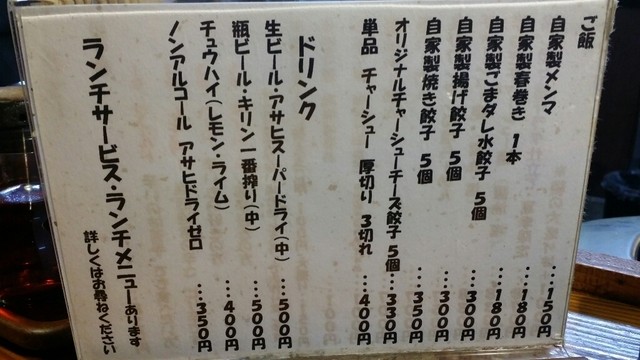 ご飯 …150円
自家製メンマ …180円
自家製春巻き 1本 …180円
自家製ごまダレ水餃子 5個 …300円
自家製揚げ餃子 5個 …300円
自家製焼き餃子 5個 …350円
オリジナルチャーシューチーズ餃子 5個 …330円
単品 チャーシュー 厚切り 3切れ …400円
ドリンク
生ビール・アサヒスーパードライ(中) …500円
瓶ビール・キリン一番搾り(中) …500円
チュウハイ(レモン・ライム) …400円
ノンアルコール アサヒドライゼロ …350円
ランチサービス・ランチメニューあります
詳しくはお尋ねください